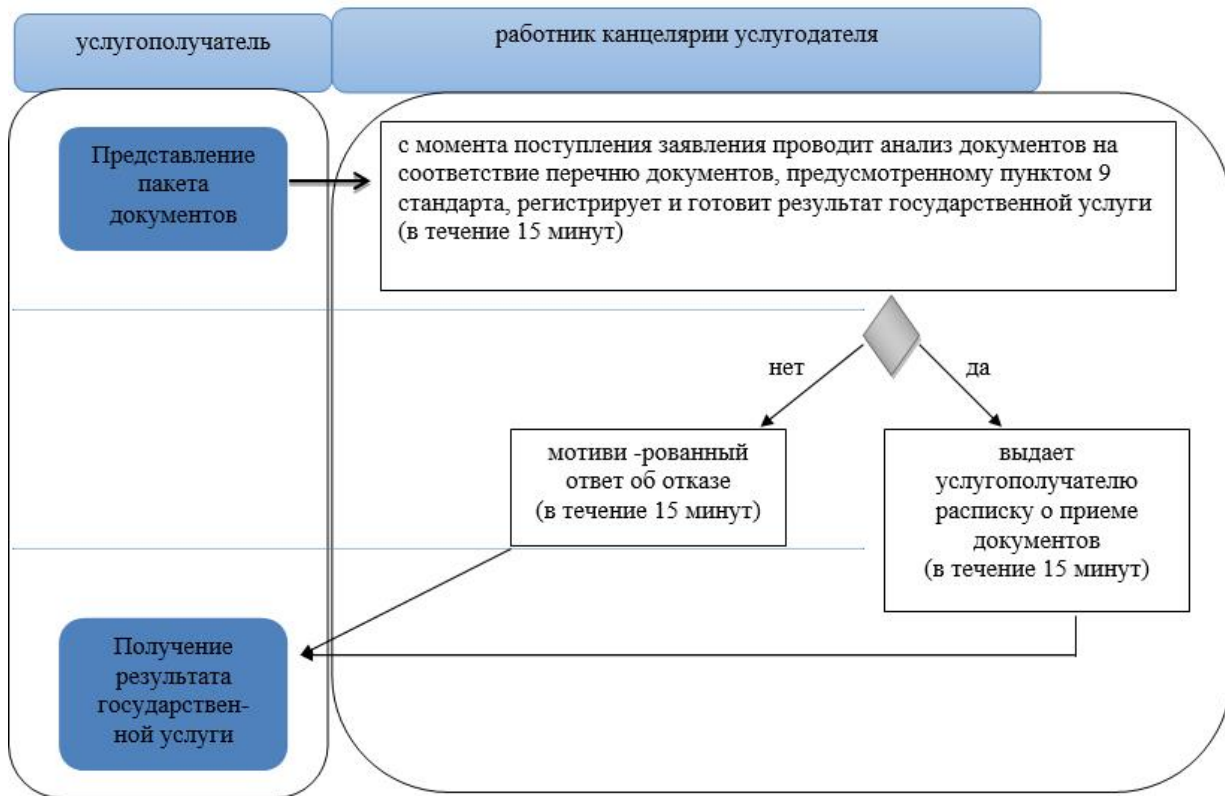 услугополучатель
работник канцелярии услугодателя
Представление
пакета
документов
с момента поступления заявления проводит анализ документов на
соответствие перечню документов, предусмотренному пунктом 9
стандарта, регистрирует и готовит результат государственной услуги
(в течение 15 минут)
нет
да
мотиви -рованный
ответ об отказе
(в течение 15 минут)
выдает
услугополучателю
расписку о приеме
документов
(в течение 15 минут)
Получение
результата
государствен-
ной услуги